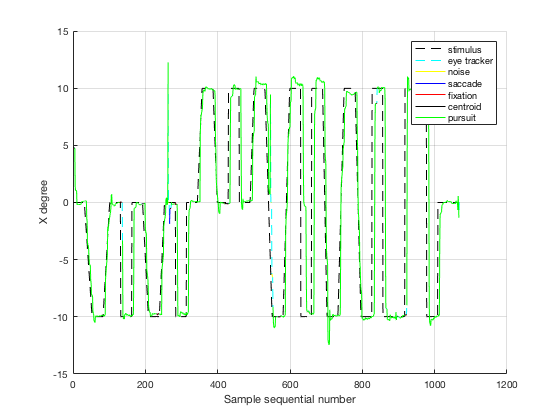 15
10
5
0
-5
-10
-15
X degree
0
200
400
600
800
1000
1200
Sample sequential number
stimulus
eye tracker
noise
saccade
fixation
centroid
pursuit